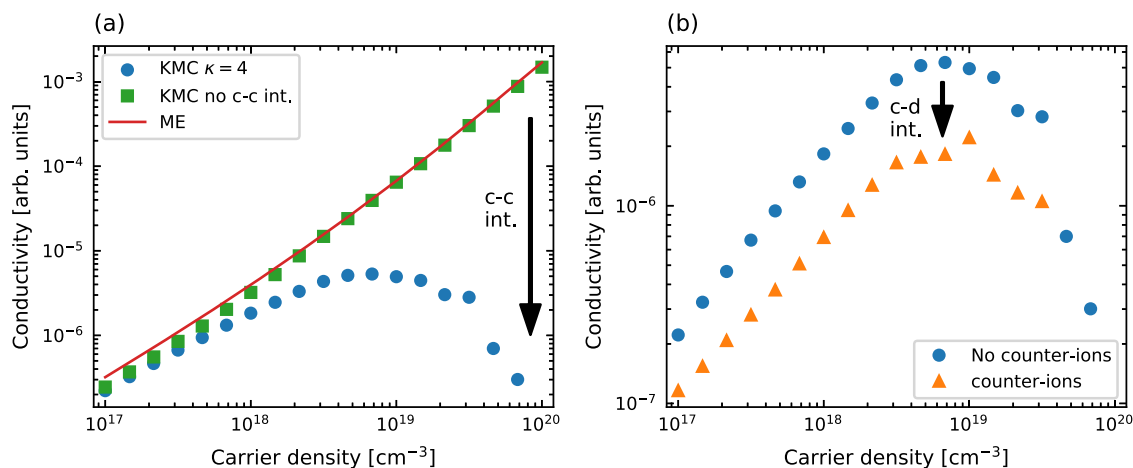 (a)
KMC κ = 4
KMC no c-c int.
ME
c-c
int.
10⁻³
10⁻⁴
10⁻⁵
10⁻⁶
Conductivity [arb. units]
10¹⁷
10¹⁸
10¹⁹
10²⁰
Carrier density [cm⁻³]
(b)
c-d
int.
No counter-ions
counter-ions
10⁻⁶
10⁻⁷
Conductivity [arb. units]
10¹⁷
10¹⁸
10¹⁹
10²⁰
Carrier density [cm⁻³]